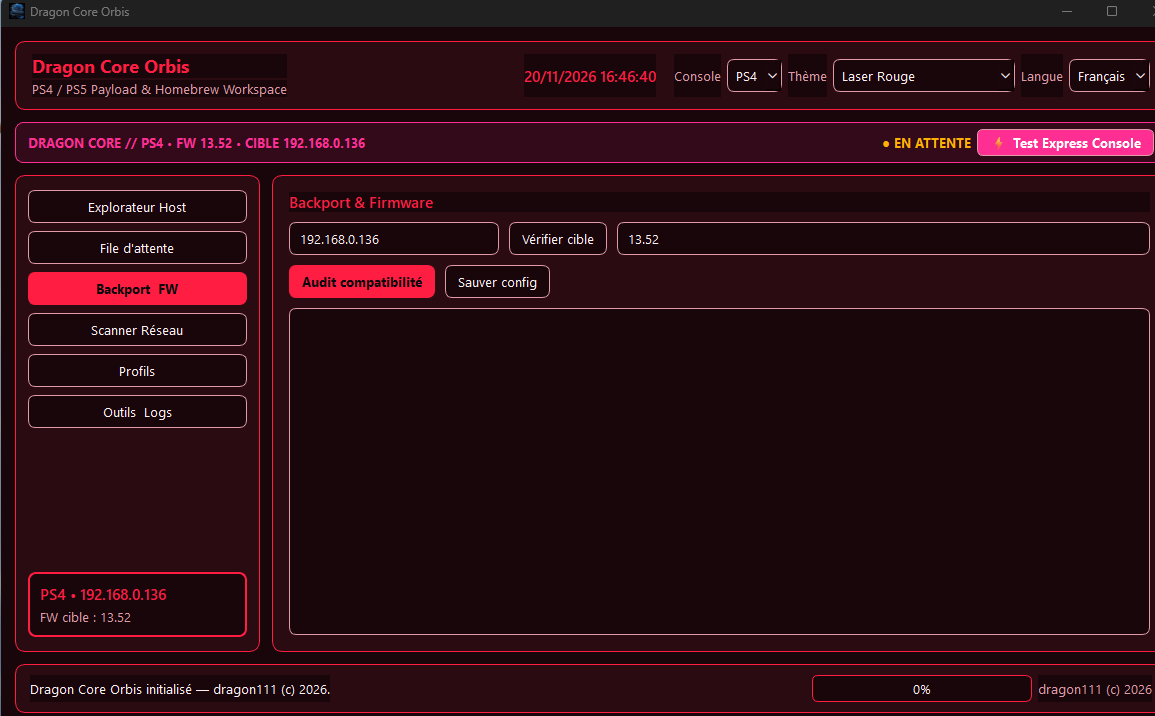 Dragon Core Orbis
Dragon Core Orbis
PS4 / PS5 Payload & Homebrew Workspace
20/11/2026 16:46:40 Console PS4 Thème Laser Rouge Langue Français
DRAGON CORE // PS4 • FW 13.52 • CIBLE 192.168.0.136
● EN ATTENTE ⚡ Test Express Console
Explorateur Host
File d'attente
Backport FW
Scanner Réseau
Profils
Outils Logs
PS4 • 192.168.0.136
FW cible : 13.52
Backport & Firmware
192.168.0.136 Vérifier cible 13.52
Audit compatibilité Sauver config
Dragon Core Orbis initialisé — dragon111 (c) 2026.
0%
dragon111 (c) 2026